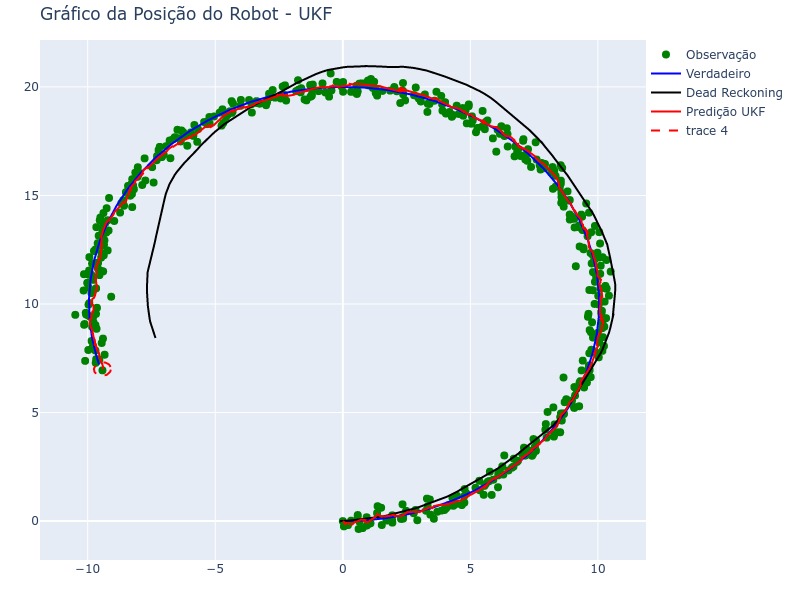 Gráfico da Posição do Robot - UKF
Observação
Verdadeiro
Dead Reckoning
Predição UKF
trace 4
20
15
10
5
0
−10
−5
0
5
10